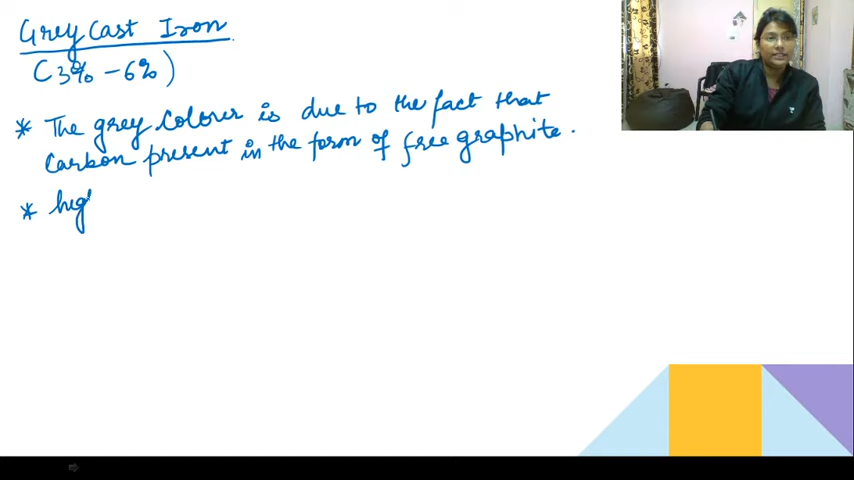 Grey Cast Iron
(3% - 6%)
* The grey colour is due to the fact that
carbon present in the form of free graphite.
* hig